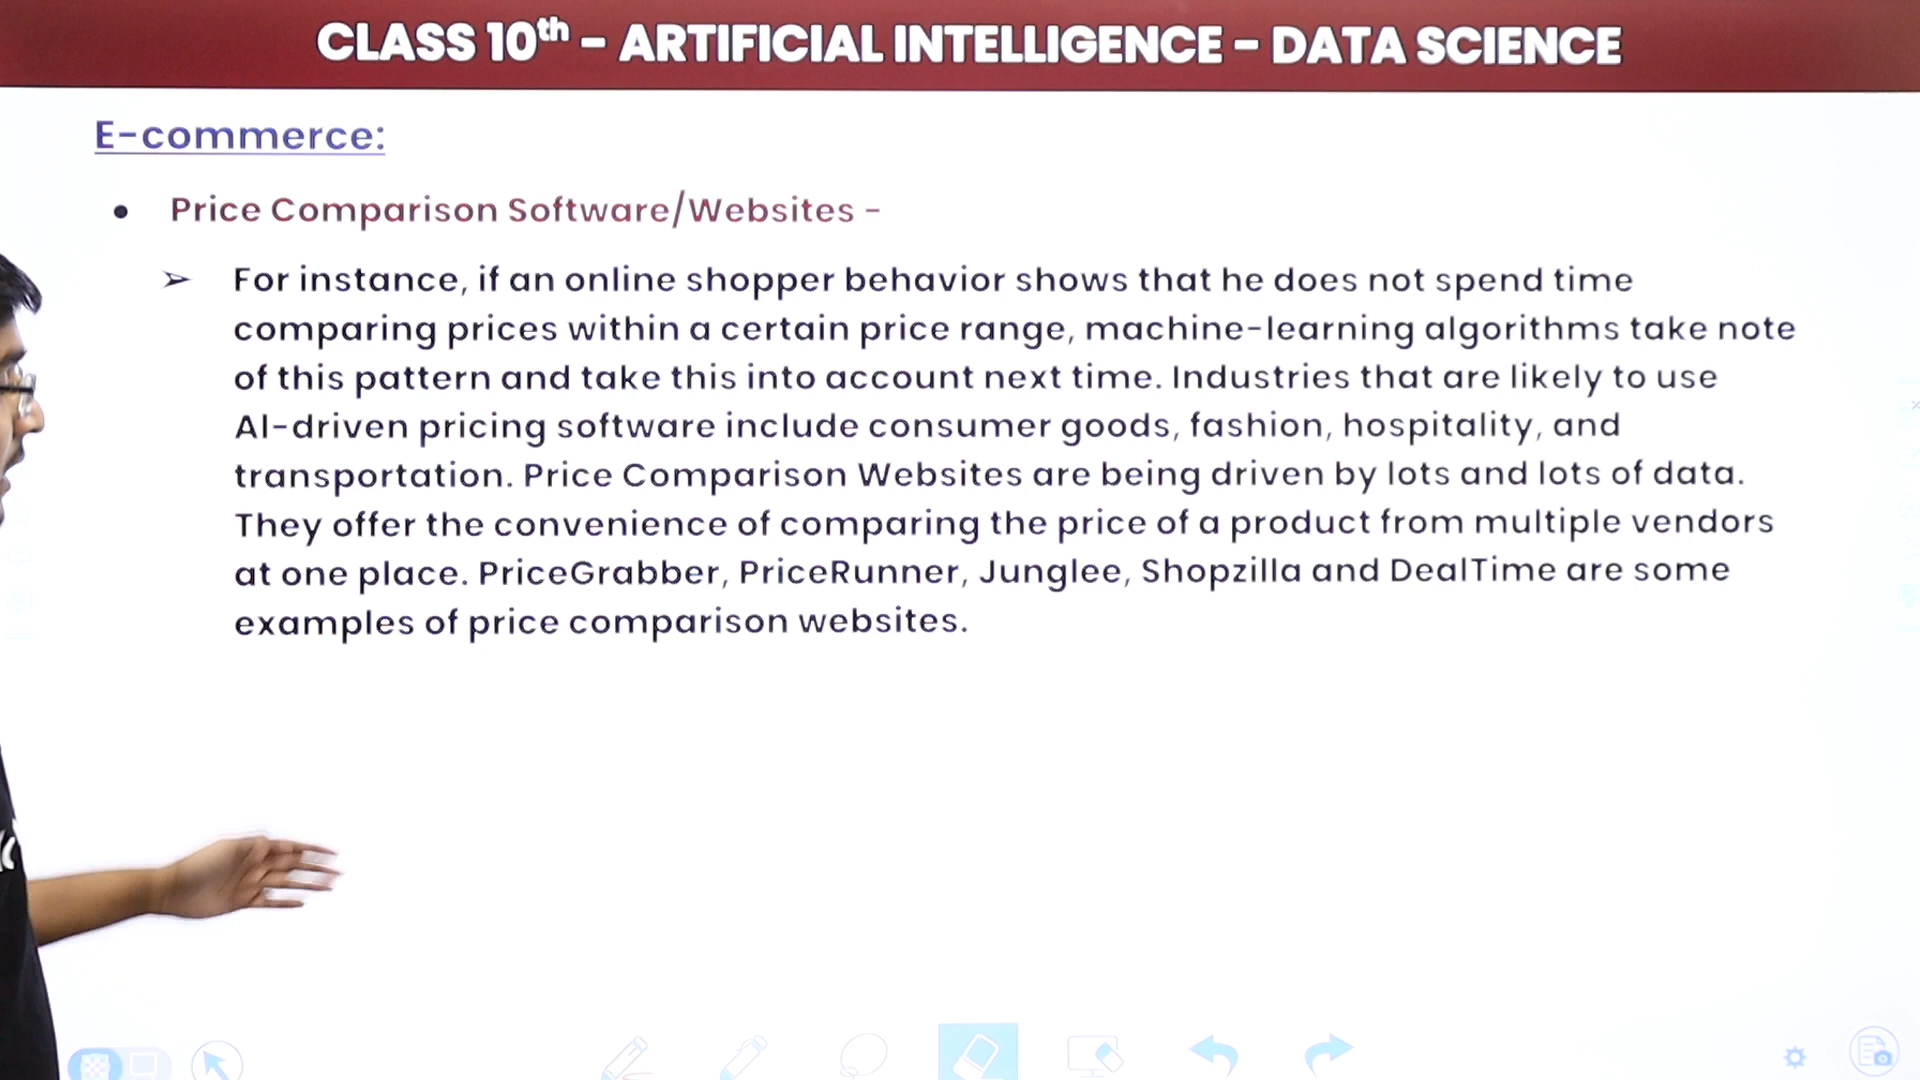 CLASS 10th - ARTIFICIAL INTELLIGENCE - DATA SCIENCE
E-commerce:
• Price Comparison Software/Websites -
➢ For instance, if an online shopper behavior shows that he does not spend time
comparing prices within a certain price range, machine-learning algorithms take note
of this pattern and take this into account next time. Industries that are likely to use
AI-driven pricing software include consumer goods, fashion, hospitality, and
transportation. Price Comparison Websites are being driven by lots and lots of data.
They offer the convenience of comparing the price of a product from multiple vendors
at one place. PriceGrabber, PriceRunner, Junglee, Shopzilla and DealTime are some
examples of price comparison websites.